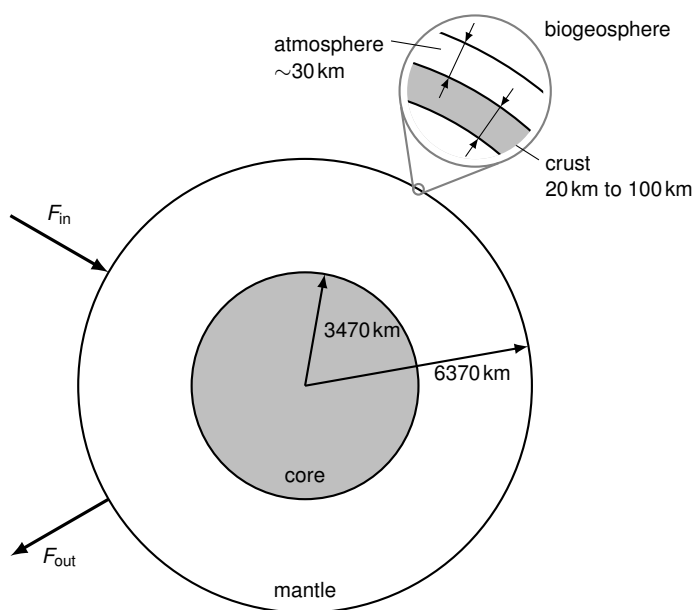 biogeosphere
atmosphere
∼30 km
crust
20 km to 100 km
F_in
3470 km
6370 km
core
F_out
mantle